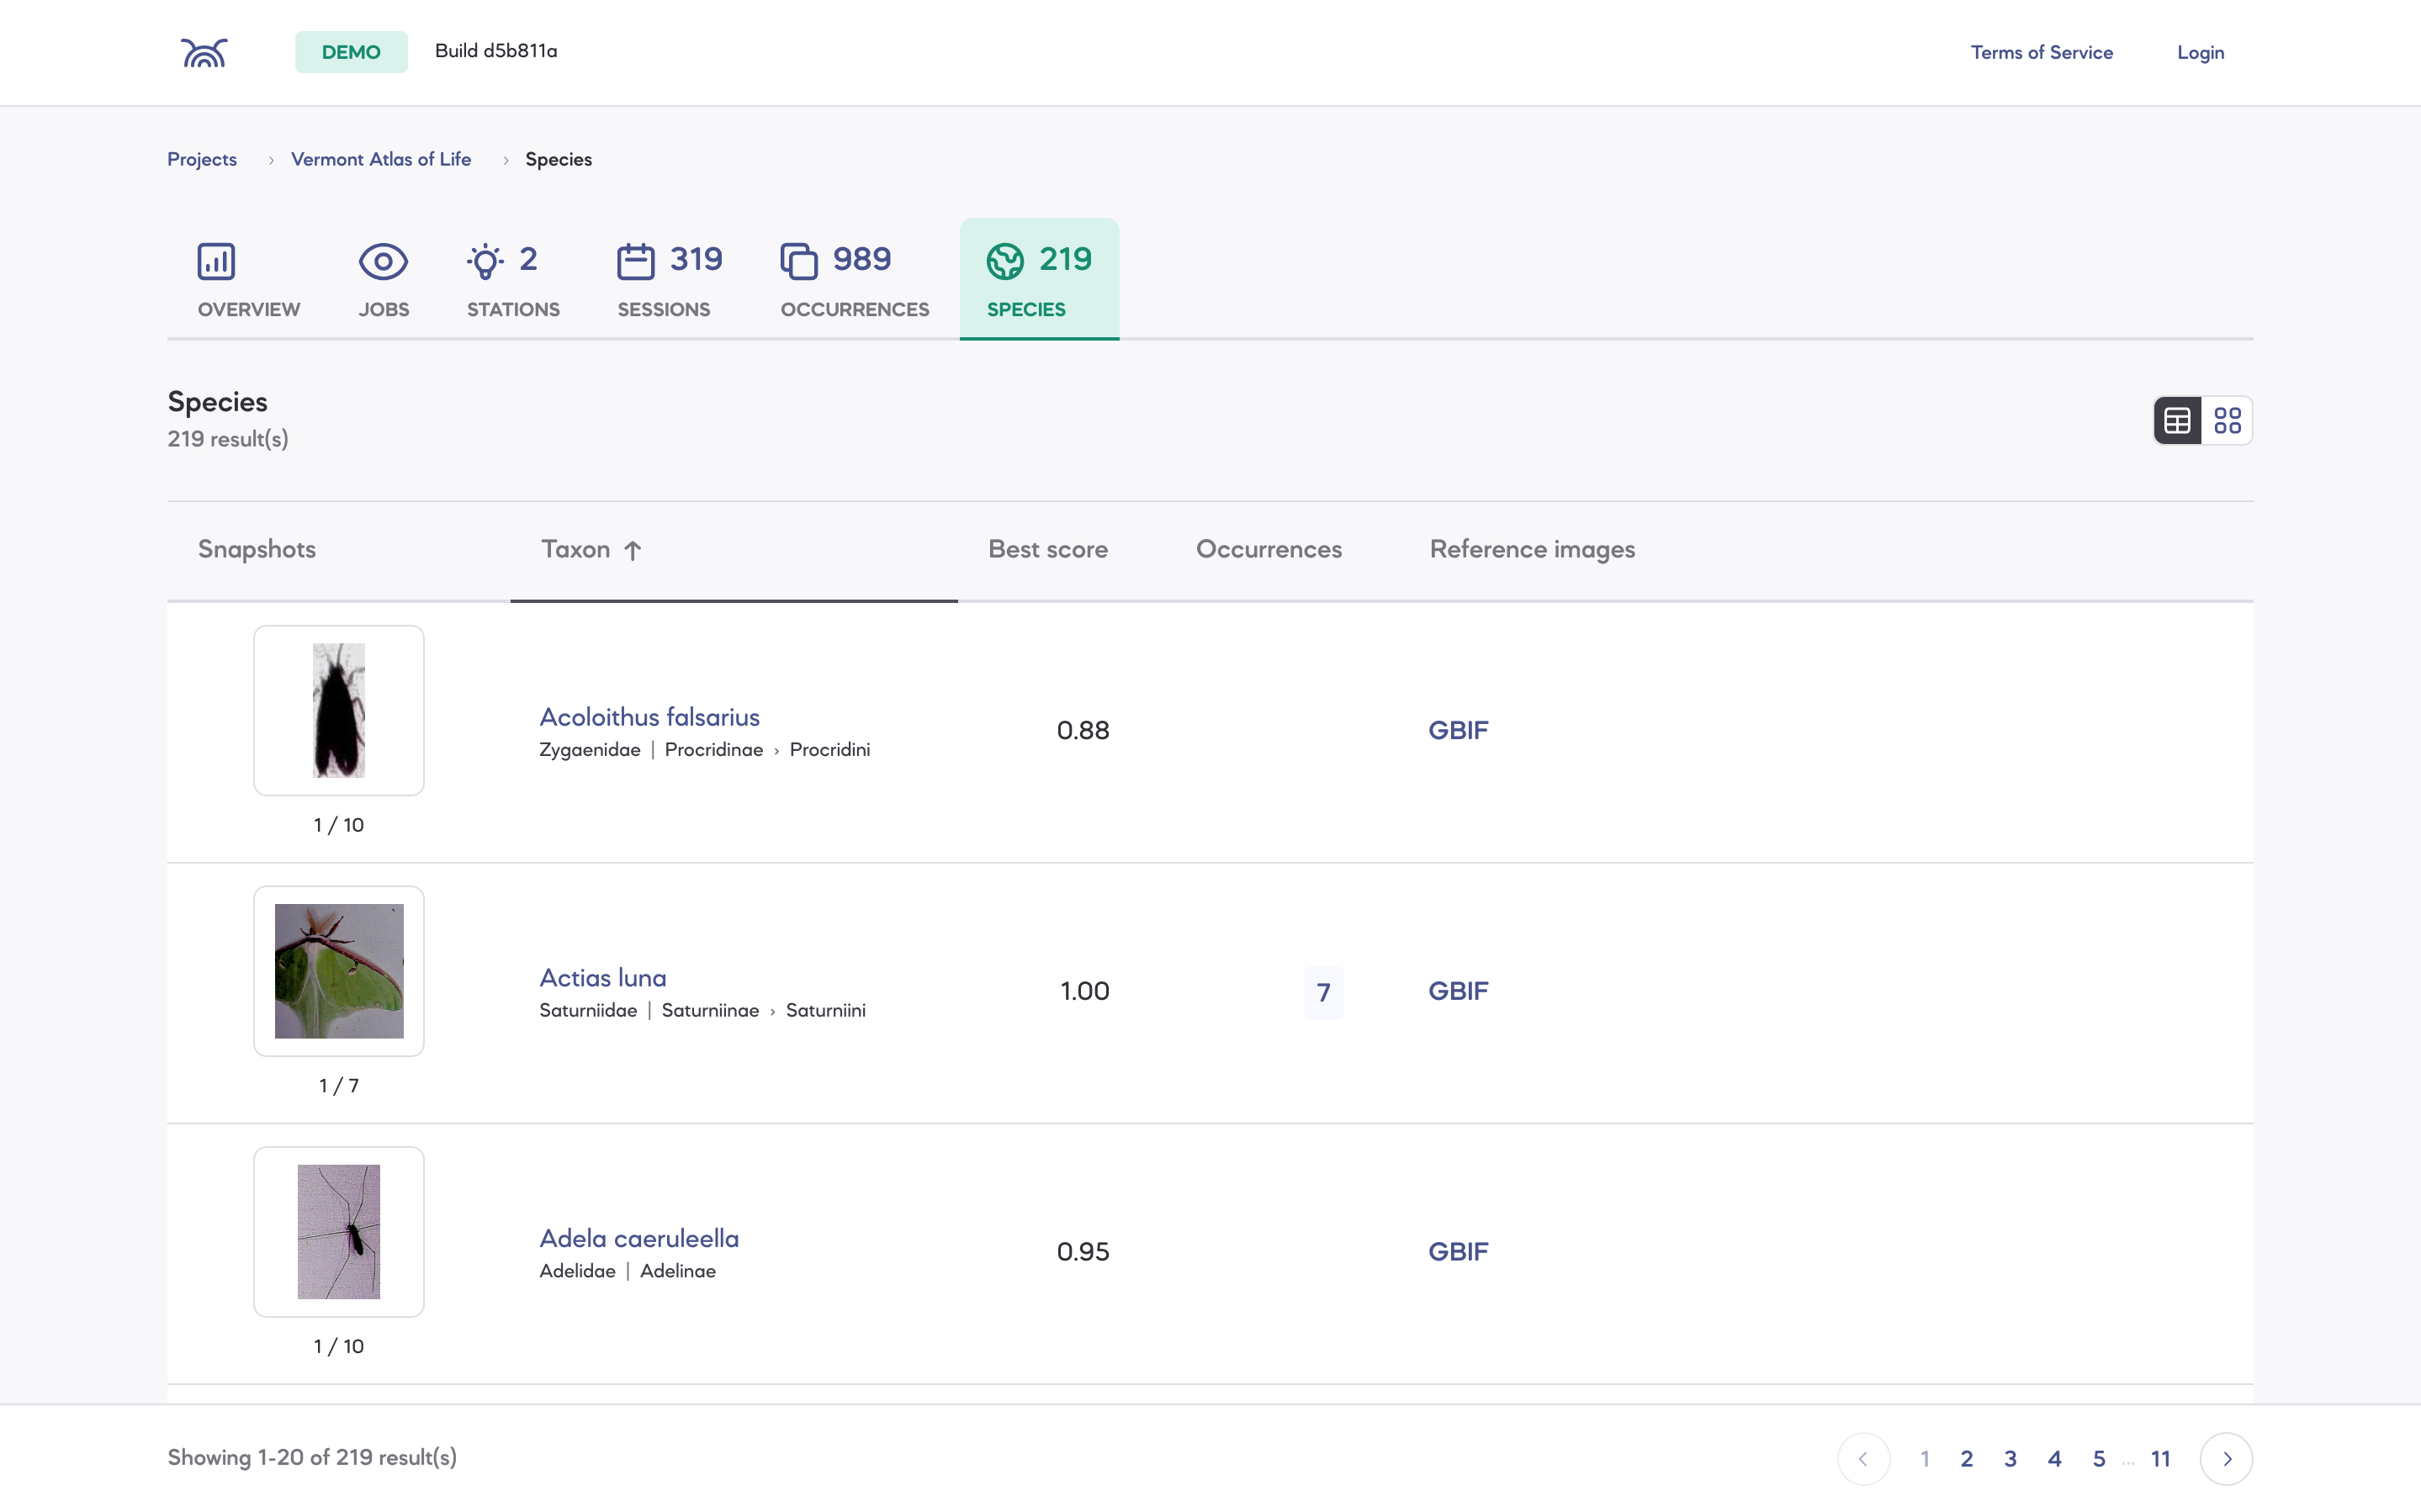 DEMO Build d5b811a Terms of Service Login
Projects › Vermont Atlas of Life › Species
2 319 989 219
OVERVIEW JOBS STATIONS SESSIONS OCCURRENCES SPECIES
Species
219 result(s)
Snapshots Taxon ↑ Best score Occurrences Reference images
Acoloithus falsarius 0.88 GBIF
Zygaenidae | Procridinae › Procridini
1 / 10
Actias luna 1.00 7 GBIF
Saturniidae | Saturniinae › Saturniini
1 / 7
Adela caeruleella 0.95 GBIF
Adelidae | Adelinae
1 / 10
Showing 1-20 of 219 result(s) 1 2 3 4 5 ... 11